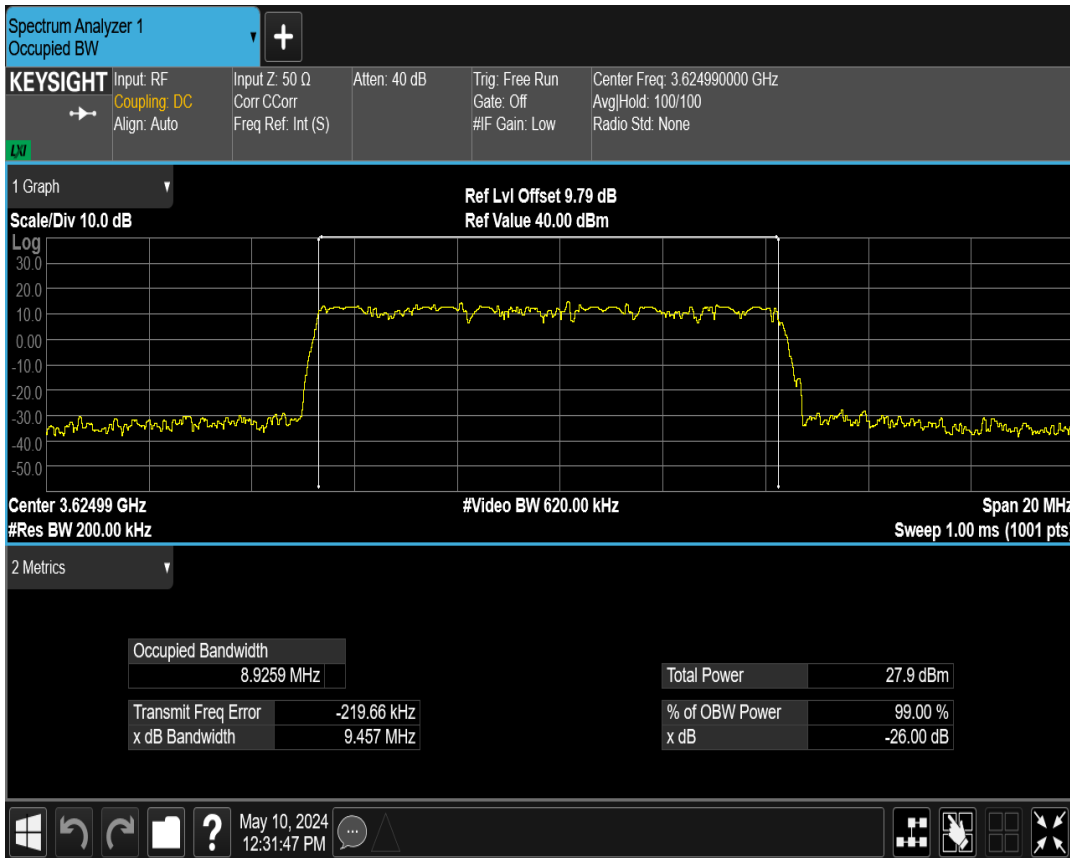 Spectrum Analyzer 1
Occupied BW
+
KEYSIGHT
LXI
Input: RF
Coupling: DC
Align: Auto
Input Z: 50 Ω
Corr CCorr
Freq Ref: Int (S)
Atten: 40 dB
Trig: Free Run
Gate: Off
#IF Gain: Low
Center Freq: 3.624990000 GHz
Avg|Hold: 100/100
Radio Std: None
1 Graph
Scale/Div 10.0 dB
Ref Lvl Offset 9.79 dB
Ref Value 40.00 dBm
Log
30.0
20.0
10.0
0.00
-10.0
-20.0
-30.0
-40.0
-50.0
Center 3.62499 GHz
#Video BW 620.00 kHz
Span 20 MHz
#Res BW 200.00 kHz
Sweep 1.00 ms (1001 pts)
2 Metrics
Occupied Bandwidth
8.9259 MHz
Total Power 27.9 dBm
Transmit Freq Error -219.66 kHz
% of OBW Power 99.00 %
x dB Bandwidth 9.457 MHz
x dB -26.00 dB
?
May 10, 2024
12:31:47 PM